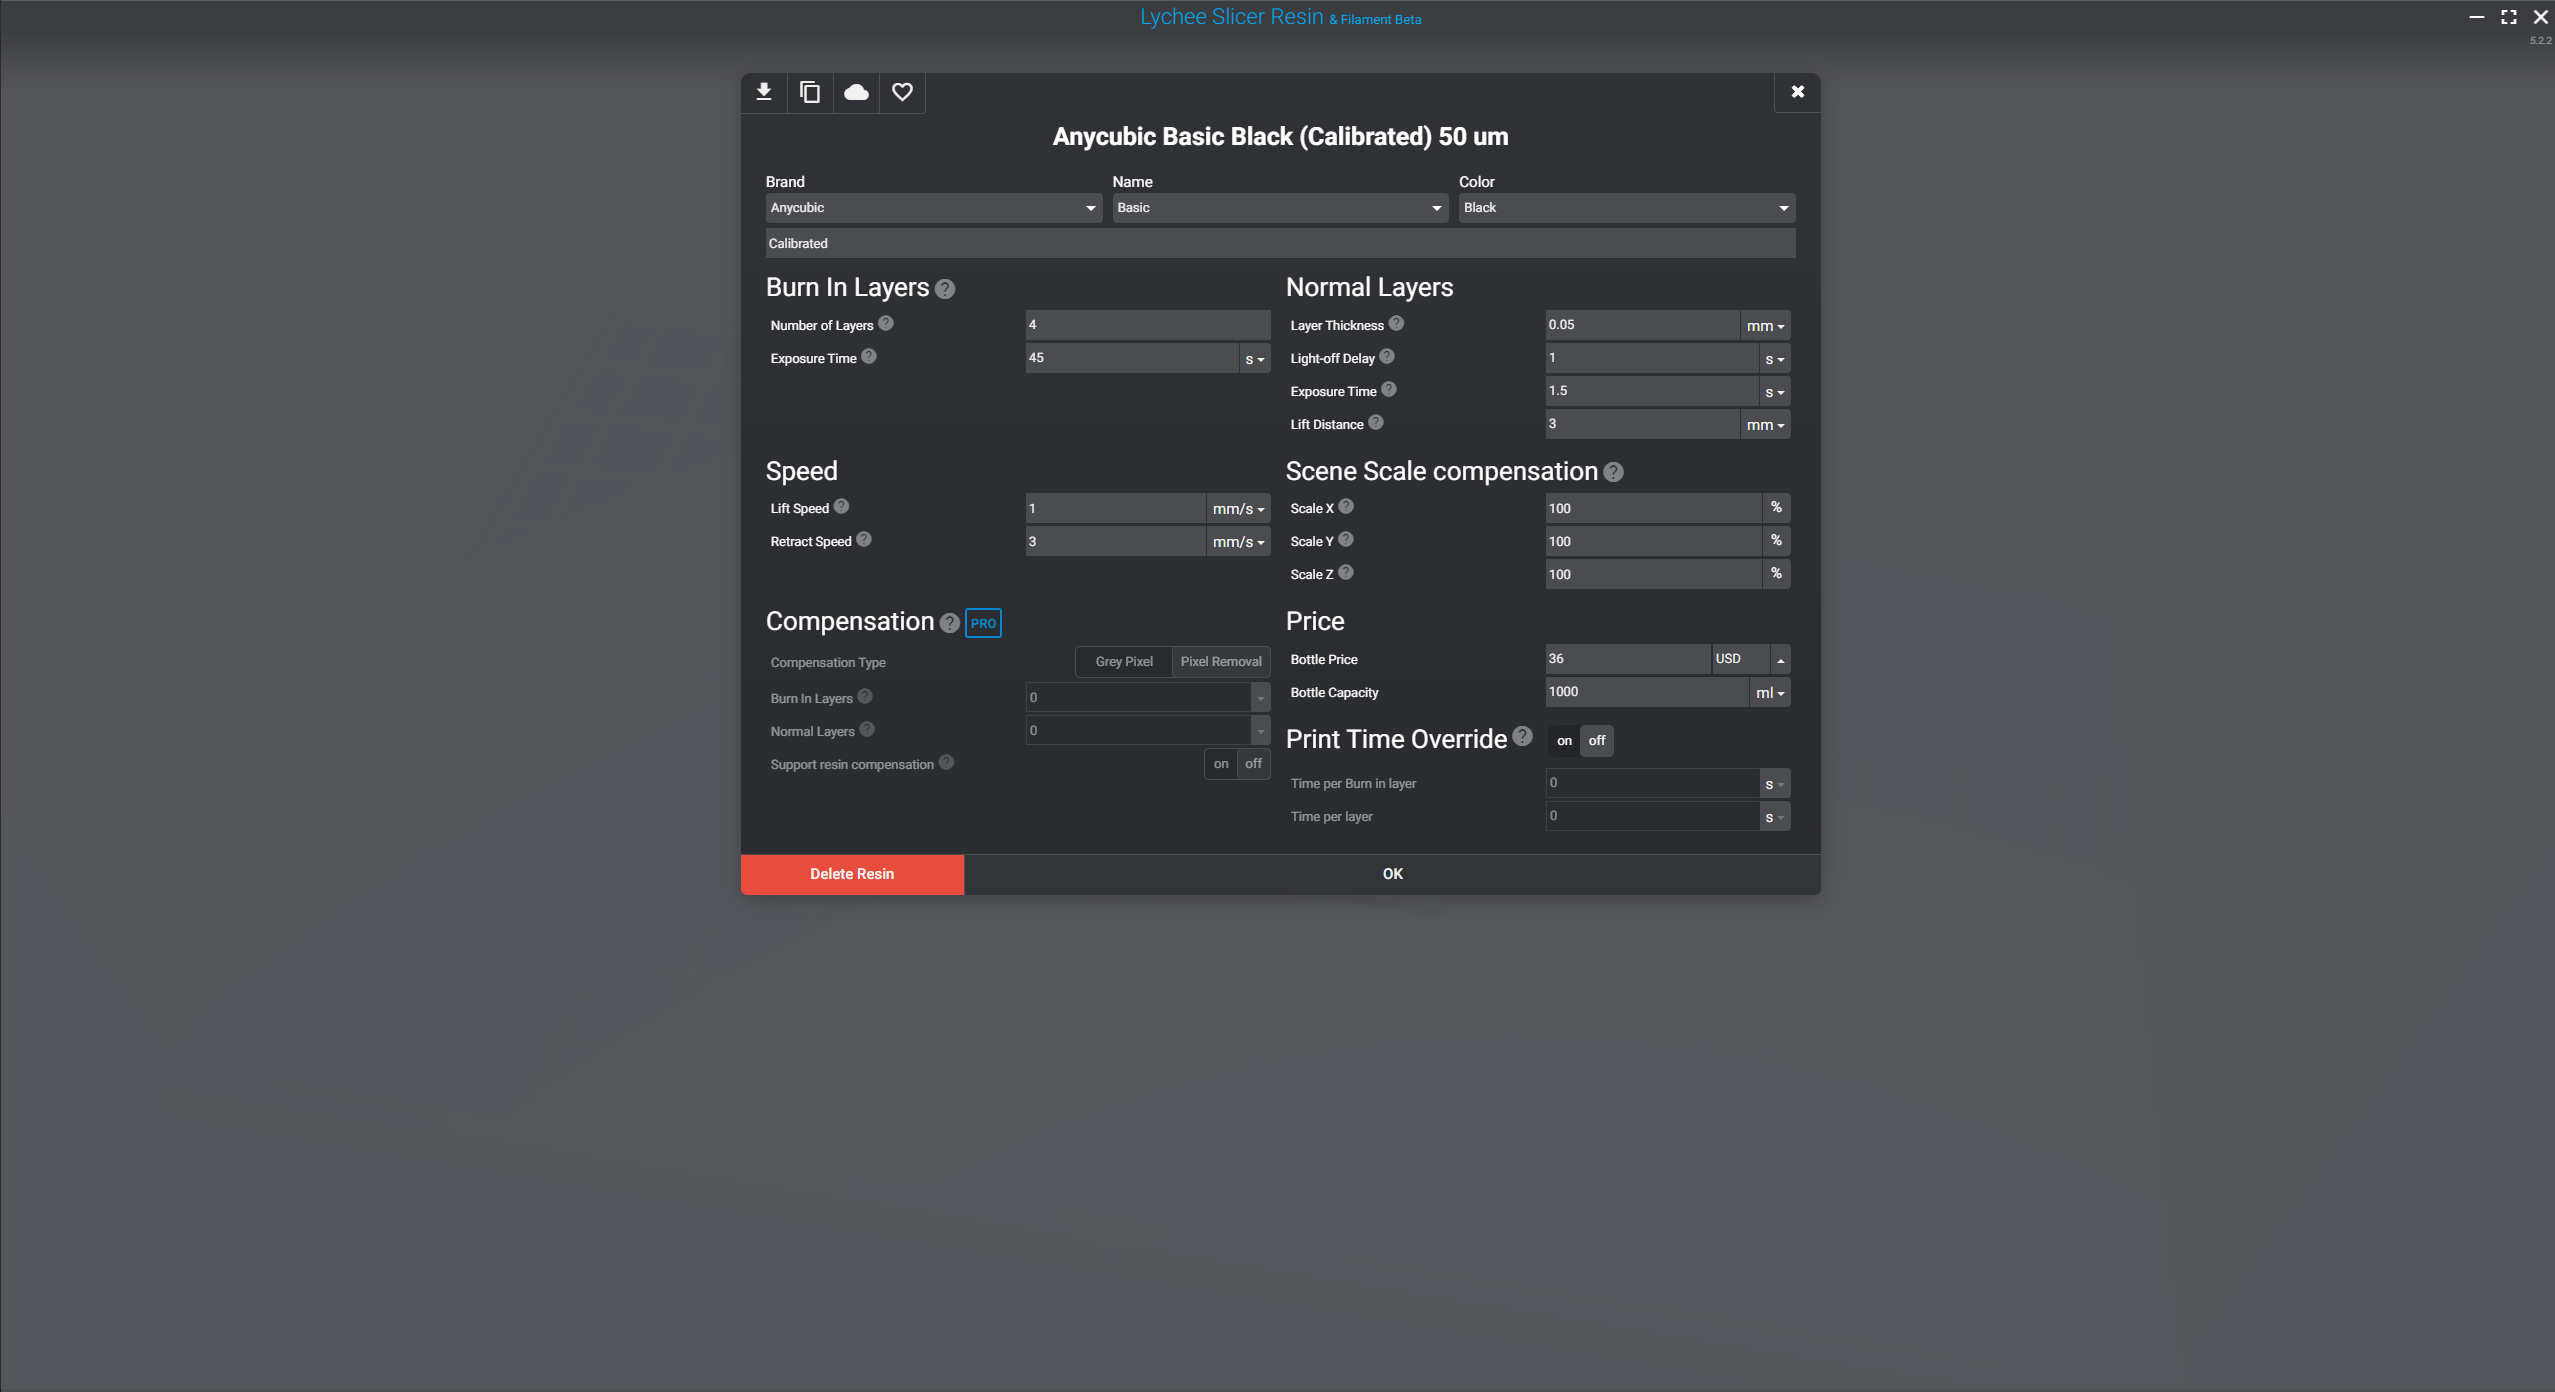 Lychee Slicer Resin & Filament Beta
5.2.2
Anycubic Basic Black (Calibrated) 50 um
Brand Name Color
Anycubic Basic Black
Calibrated
Burn In Layers ?
Number of Layers ? 4
Exposure Time ? 45 s
Normal Layers
Layer Thickness ? 0.05 mm
Light-off Delay ? 1 s
Exposure Time ? 1.5 s
Lift Distance ? 3 mm
Speed
Lift Speed ? 1 mm/s
Retract Speed ? 3 mm/s
Scene Scale compensation ?
Scale X ? 100 %
Scale Y ? 100 %
Scale Z ? 100 %
Compensation ? PRO
Compensation Type Grey Pixel Pixel Removal
Burn In Layers ? 0
Normal Layers ? 0
Support resin compensation ? on off
Price
Bottle Price 36 USD
Bottle Capacity 1000 ml
Print Time Override ? on off
Time per Burn in layer 0 s
Time per layer 0 s
Delete Resin OK